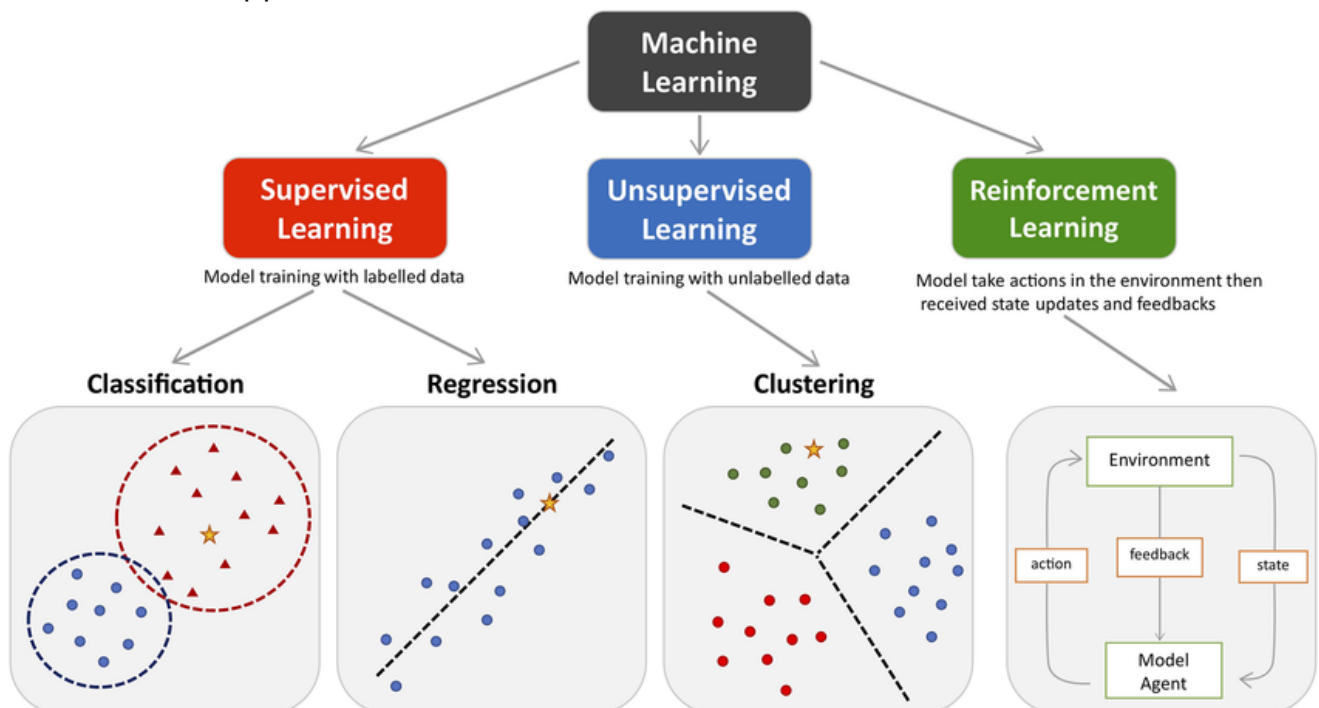 Machine
Learning
Supervised
Learning
Unsupervised
Learning
Reinforcement
Learning
Model training with labelled data
Model training with unlabelled data
Model take actions in the environment then
received state updates and feedbacks
Classification
Regression
Clustering
Environment
action
feedback
state
Model
Agent